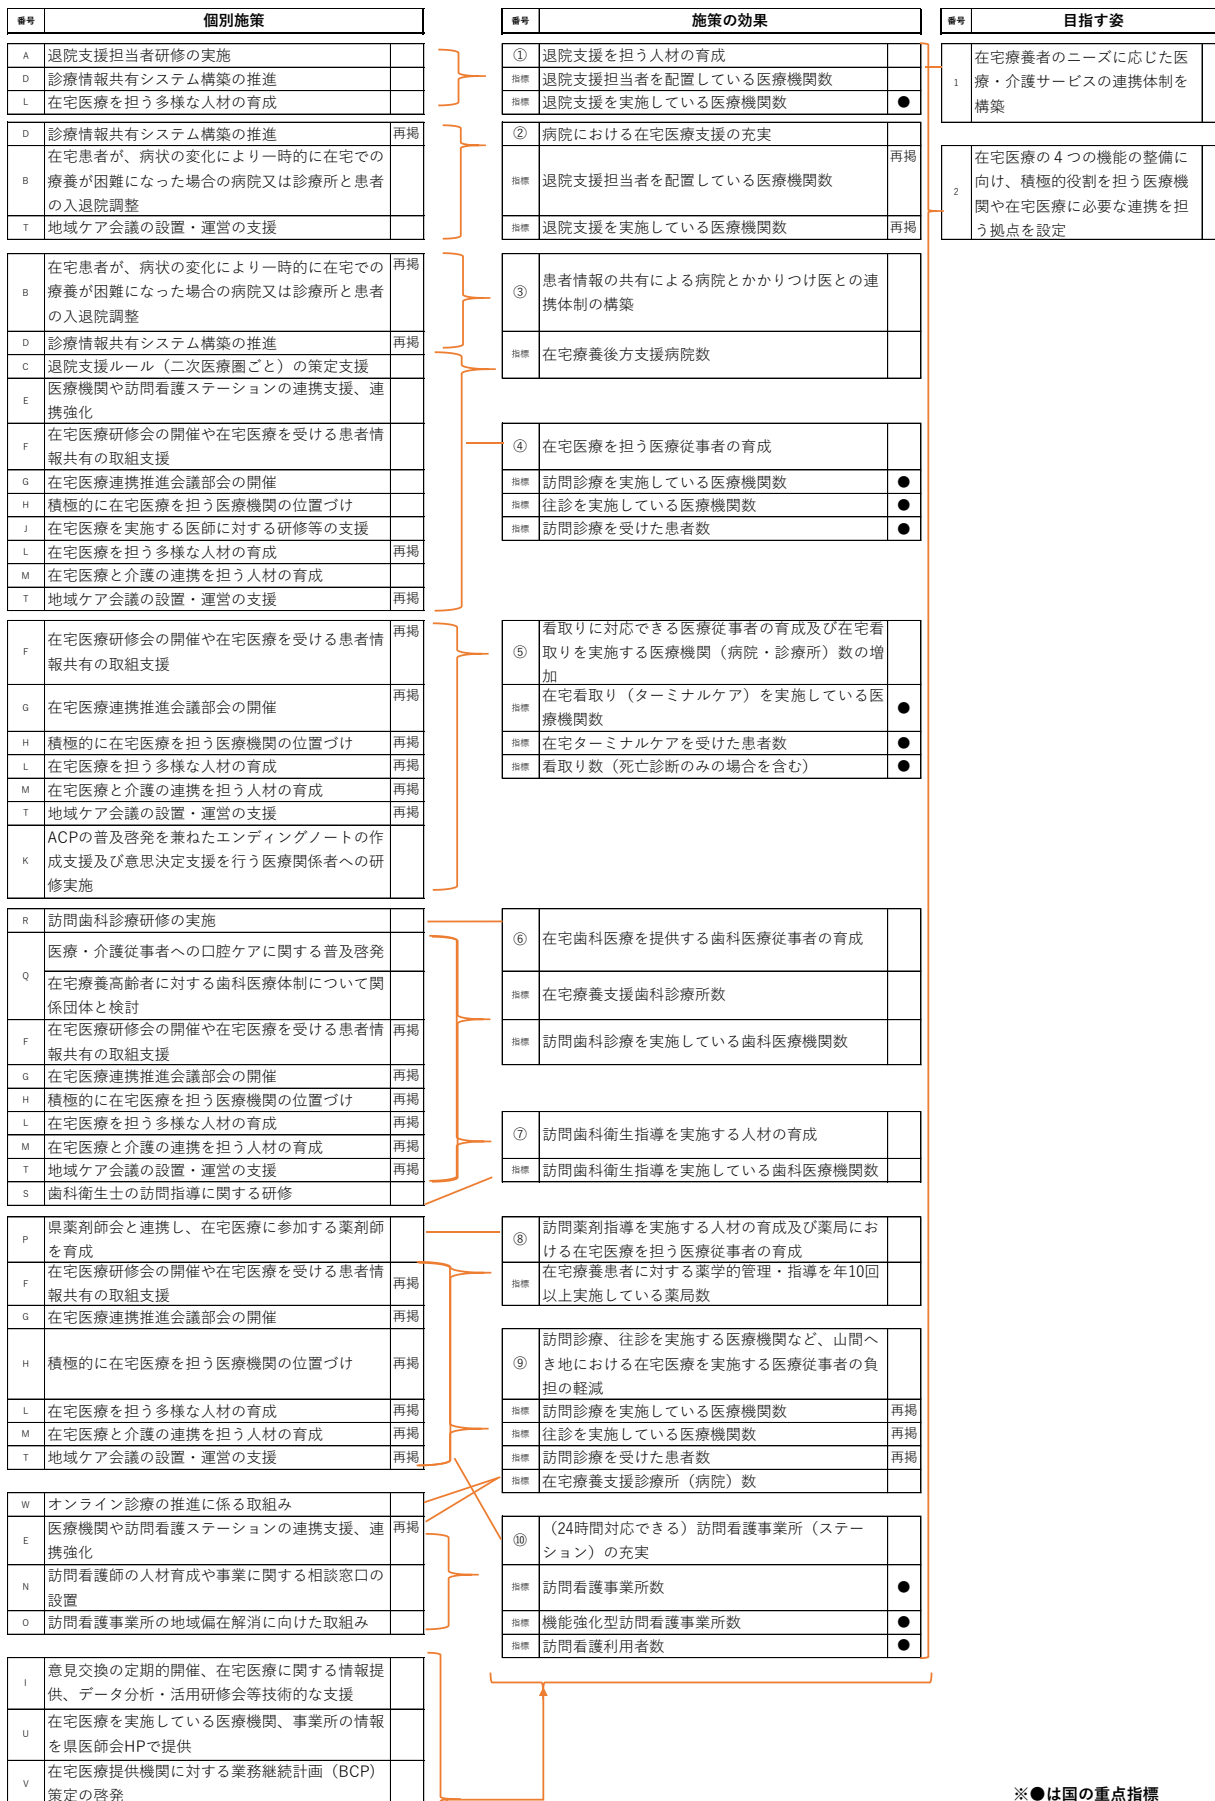 番号 個別施策
A 退院支援担当者研修の実施
D 診療情報共有システム構築の推進
L 在宅医療を担う多様な人材の育成
D 診療情報共有システム構築の推進 再掲
B 在宅患者が、病状の変化により一時的に在宅での
療養が困難になった場合の病院又は診療所と患者
の入退院調整
T 地域ケア会議の設置・運営の支援
B 在宅患者が、病状の変化により一時的に在宅での 再掲
療養が困難になった場合の病院又は診療所と患者
の入退院調整
D 診療情報共有システム構築の推進 再掲
C 退院支援ルール（二次医療圏ごと）の策定支援
E 医療機関や訪問看護ステーションの連携支援、連
携強化
F 在宅医療研修会の開催や在宅医療を受ける患者情
報共有の取組支援
G 在宅医療連携推進会議部会の開催
H 積極的に在宅医療を担う医療機関の位置づけ
J 在宅医療を実施する医師に対する研修等の支援
L 在宅医療を担う多様な人材の育成 再掲
M 在宅医療と介護の連携を担う人材の育成
T 地域ケア会議の設置・運営の支援 再掲
F 在宅医療研修会の開催や在宅医療を受ける患者情 再掲
報共有の取組支援
G 在宅医療連携推進会議部会の開催 再掲
H 積極的に在宅医療を担う医療機関の位置づけ 再掲
L 在宅医療を担う多様な人材の育成 再掲
M 在宅医療と介護の連携を担う人材の育成 再掲
T 地域ケア会議の設置・運営の支援 再掲
K ACPの普及啓発を兼ねたエンディングノートの作
成支援及び意思決定支援を行う医療関係者への研
修実施
R 訪問歯科診療研修の実施
Q 医療・介護従事者への口腔ケアに関する普及啓発
在宅療養高齢者に対する歯科医療体制について関
係団体と検討
F 在宅医療研修会の開催や在宅医療を受ける患者情 再掲
報共有の取組支援
G 在宅医療連携推進会議部会の開催 再掲
H 積極的に在宅医療を担う医療機関の位置づけ 再掲
L 在宅医療を担う多様な人材の育成 再掲
M 在宅医療と介護の連携を担う人材の育成 再掲
T 地域ケア会議の設置・運営の支援 再掲
S 歯科衛生士の訪問指導に関する研修
P 県薬剤師会と連携し、在宅医療に参加する薬剤師
を育成
F 在宅医療研修会の開催や在宅医療を受ける患者情
報共有の取組支援 再掲
G 在宅医療連携推進会議部会の開催 再掲
H 積極的に在宅医療を担う医療機関の位置づけ 再掲
L 在宅医療を担う多様な人材の育成 再掲
M 在宅医療と介護の連携を担う人材の育成 再掲
T 地域ケア会議の設置・運営の支援 再掲
W オンライン診療の推進に係る取組み
E 医療機関や訪問看護ステーションの連携支援、連 再掲
携強化
N 訪問看護師の人材育成や事業に関する相談窓口の
設置
O 訪問看護事業所の地域偏在解消に向けた取組み
I 意見交換の定期的開催、在宅医療に関する情報提
供、データ分析・活用研修会等技術的な支援
U 在宅医療を実施している医療機関、事業所の情報
を県医師会HPで提供
V 在宅医療提供機関に対する業務継続計画（BCP）
策定の啓発
番号 施策の効果
① 退院支援を担う人材の育成
指標 退院支援担当者を配置している医療機関数
指標 退院支援を実施している医療機関数 ●
② 病院における在宅医療支援の充実
指標 退院支援担当者を配置している医療機関数 再掲
指標 退院支援を実施している医療機関数 再掲
③ 患者情報の共有による病院とかかりつけ医との連
携体制の構築
指標 在宅療養後方支援病院数
④ 在宅医療を担う医療従事者の育成
指標 訪問診療を実施している医療機関数 ●
指標 往診を実施している医療機関数 ●
指標 訪問診療を受けた患者数 ●
⑤ 看取りに対応できる医療従事者の育成及び在宅看
取りを実施する医療機関（病院・診療所）数の増
加
指標 在宅看取り（ターミナルケア）を実施している医
療機関数 ●
指標 在宅ターミナルケアを受けた患者数 ●
指標 看取り数（死亡診断のみの場合を含む） ●
⑥ 在宅歯科医療を提供する歯科医療従事者の育成
指標 在宅療養支援歯科診療所数
指標 訪問歯科診療を実施している歯科医療機関数
⑦ 訪問歯科衛生指導を実施する人材の育成
指標 訪問歯科衛生指導を実施している歯科医療機関数
⑧ 訪問薬剤指導を実施する人材の育成及び薬局にお
ける在宅医療を担う医療従事者の育成
指標 在宅療養患者に対する薬学的管理・指導を年10回
以上実施している薬局数
⑨ 訪問診療、往診を実施する医療機関など、山間へ
き地における在宅医療を実施する医療従事者の負
担の軽減
指標 訪問診療を実施している医療機関数 再掲
指標 往診を実施している医療機関数 再掲
指標 訪問診療を受けた患者数 再掲
指標 在宅療養支援診療所（病院）数
⑩ （24時間対応できる）訪問看護事業所（ステー
ション）の充実
指標 訪問看護事業所数 ●
指標 機能強化型訪問看護事業所数 ●
指標 訪問看護利用者数 ●
番号 目指す姿
1 在宅療養者のニーズに応じた医
療・介護サービスの連携体制を
構築
2 在宅医療の４つの機能の整備に
向け、積極的役割を担う医療機
関や在宅医療に必要な連携を担
う拠点を設定
※●は国の重点指標